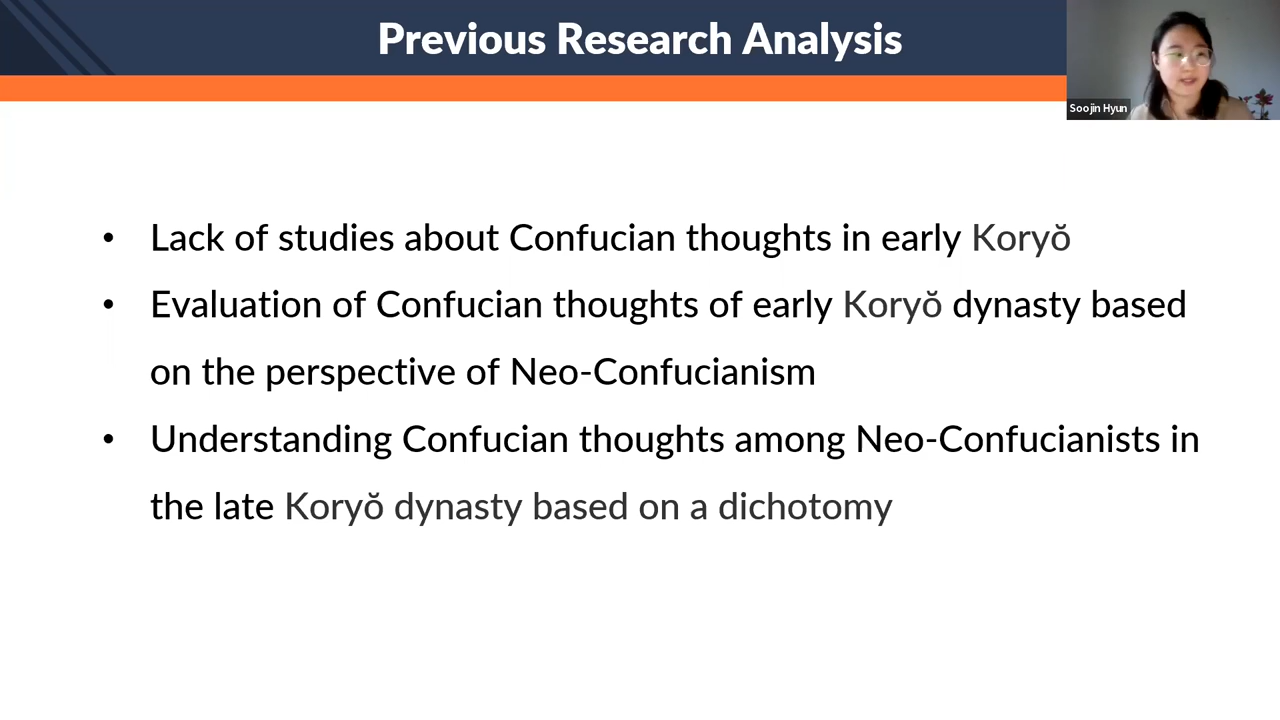 Previous Research Analysis
Soojin Hyun
• Lack of studies about Confucian thoughts in early Koryŏ
• Evaluation of Confucian thoughts of early Koryŏ dynasty based
on the perspective of Neo-Confucianism
• Understanding Confucian thoughts among Neo-Confucianists in
the late Koryŏ dynasty based on a dichotomy